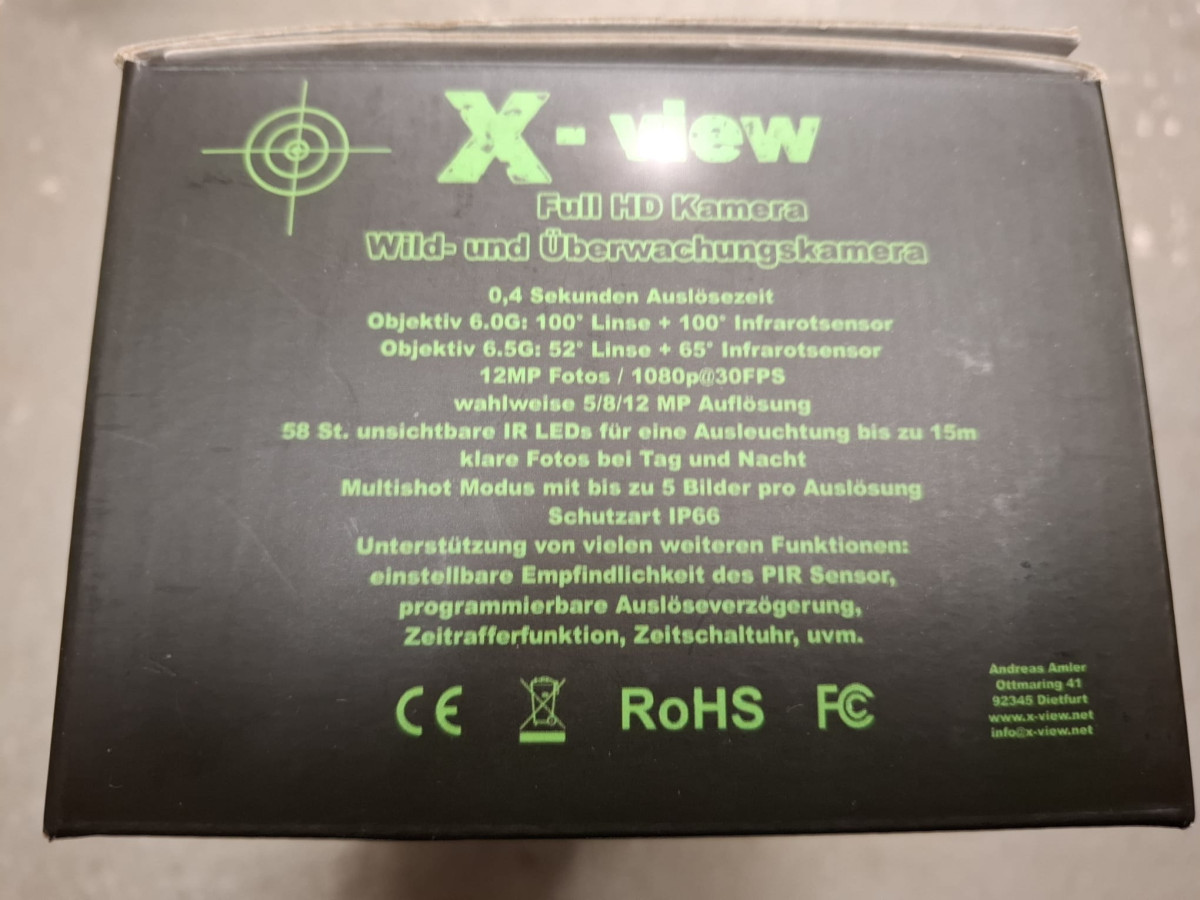 X - view
Full HD Kamera
Wild- und Überwachungskamera
0,4 Sekunden Auslösezeit
Objektiv 6.0G: 100° Linse + 100° Infrarotsensor
Objektiv 6.5G: 52° Linse + 65° Infrarotsensor
12MP Fotos / 1080p@30FPS
wahlweise 5/8/12 MP Auflösung
58 St. unsichtbare IR LEDs für eine Ausleuchtung bis zu 15m
klare Fotos bei Tag und Nacht
Multishot Modus mit bis zu 5 Bilder pro Auslösung
Schutzart IP66
Unterstützung von vielen weiteren Funktionen:
einstellbare Empfindlichkeit des PIR Sensor,
programmierbare Auslöseverzögerung,
Zeitrafferfunktion, Zeitschaltuhr, uvm.
CE RoHS FC
Andreas Amler
Ottmaring 41
92345 Dietfurt
www.x-view.net
info@x-view.net